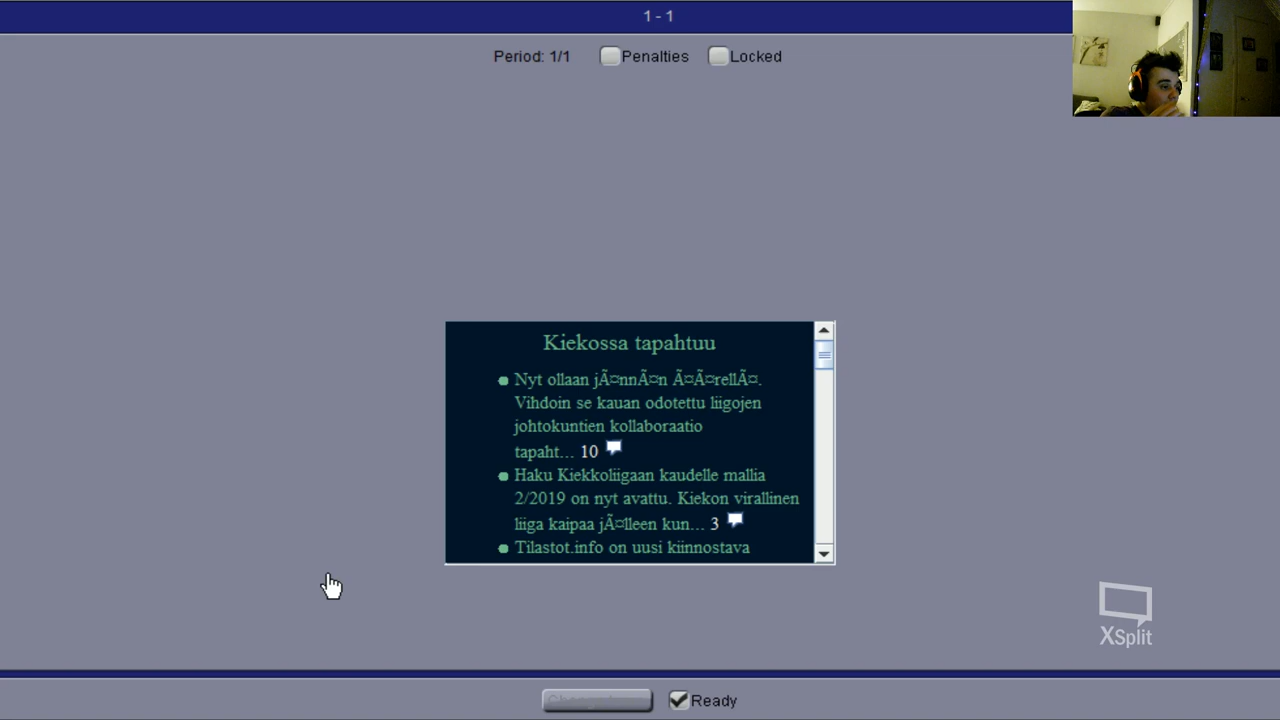 1 - 1
Period: 1/1 Penalties Locked
Kiekossa tapahtuu
Nyt ollaan jÃ¤nnÃ¤n Ã¤Ã¤rellÃ¤.
Vihdoin se kauan odotettu liigojen
johtokuntien kollaboraatio
tapaht... 10
Haku Kiekkoliigaan kaudelle mallia
2/2019 on nyt avattu. Kiekon virallinen
liiga kaipaa jÃ¤lleen kun... 3
Tilastot.info on uusi kiinnostava
XSplit
Ready